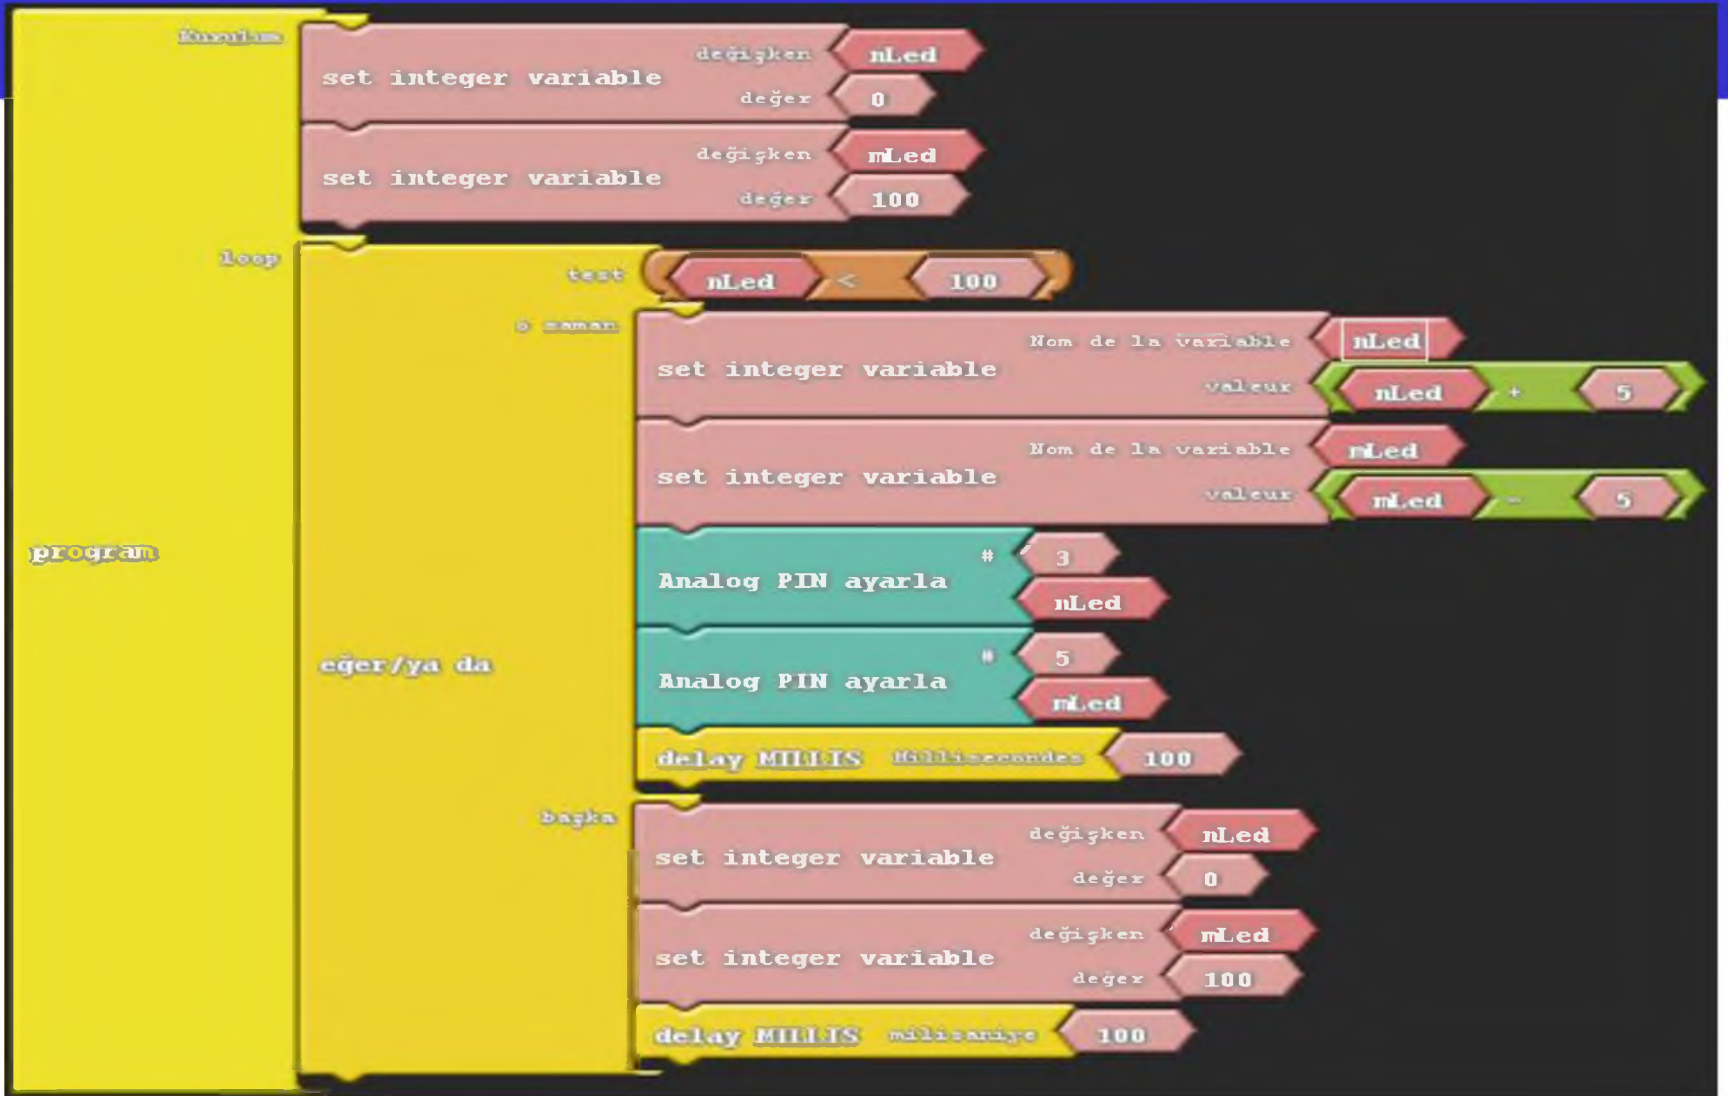 Kurulum
değişken nLed
set integer variable
değer 0
değişken mLed
set integer variable
değer 100
loop
test nLed < 100
o zaman
Nom de la variable nLed
set integer variable
valeur nLed + 5
Nom de la variable mLed
set integer variable
valeur mLed - 5
program
# 3
Analog PIN ayarla
nLed
eğer/ya da
# 5
Analog PIN ayarla
mLed
delay MILLIS Millisecondes 100
başka
değişken nLed
set integer variable
değer 0
değişken mLed
set integer variable
değer 100
delay MILLIS milisaniye 100